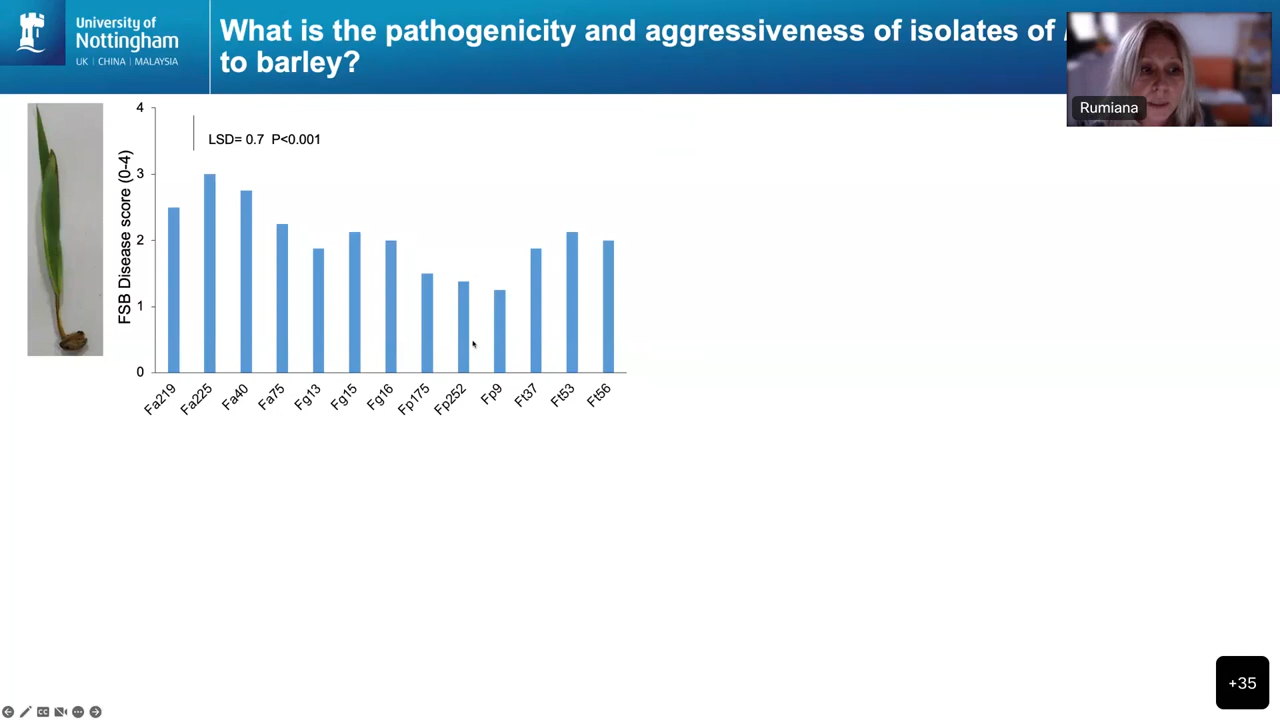 University of
Nottingham
UK | CHINA | MALAYSIA
What is the pathogenicity and aggressiveness of isolates of
to barley?
Rumiana
LSD= 0.7 P<0.001
FSB Disease score (0-4)
4
3
2
1
0
Fa219
Fa225
Fa40
Fa75
Fg13
Fg15
Fg16
Fp175
Fp252
Fp9
Ft37
Ft53
Ft56
+35